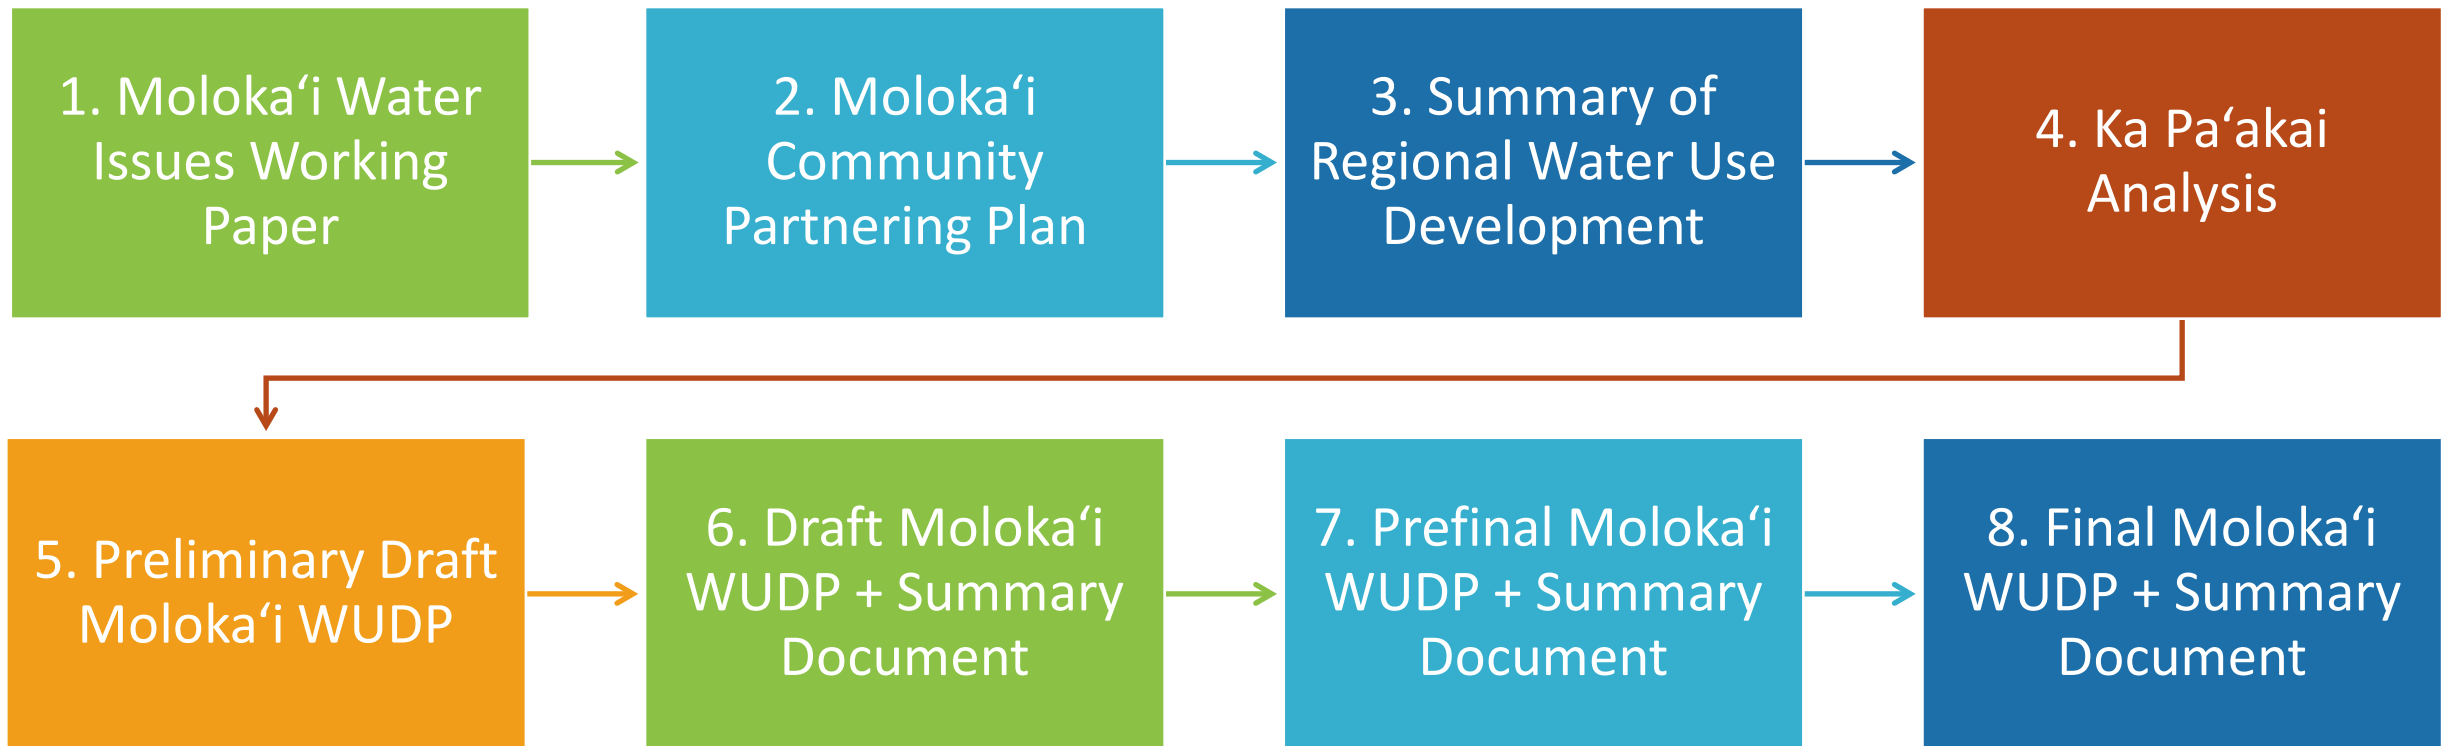 1. Molokaʻi Water
Issues Working
Paper
2. Molokaʻi
Community
Partnering Plan
3. Summary of
Regional Water Use
Development
4. Ka Paʻakai
Analysis
5. Preliminary Draft
Molokaʻi WUDP
6. Draft Molokaʻi
WUDP + Summary
Document
7. Prefinal Molokaʻi
WUDP + Summary
Document
8. Final Molokaʻi
WUDP + Summary
Document